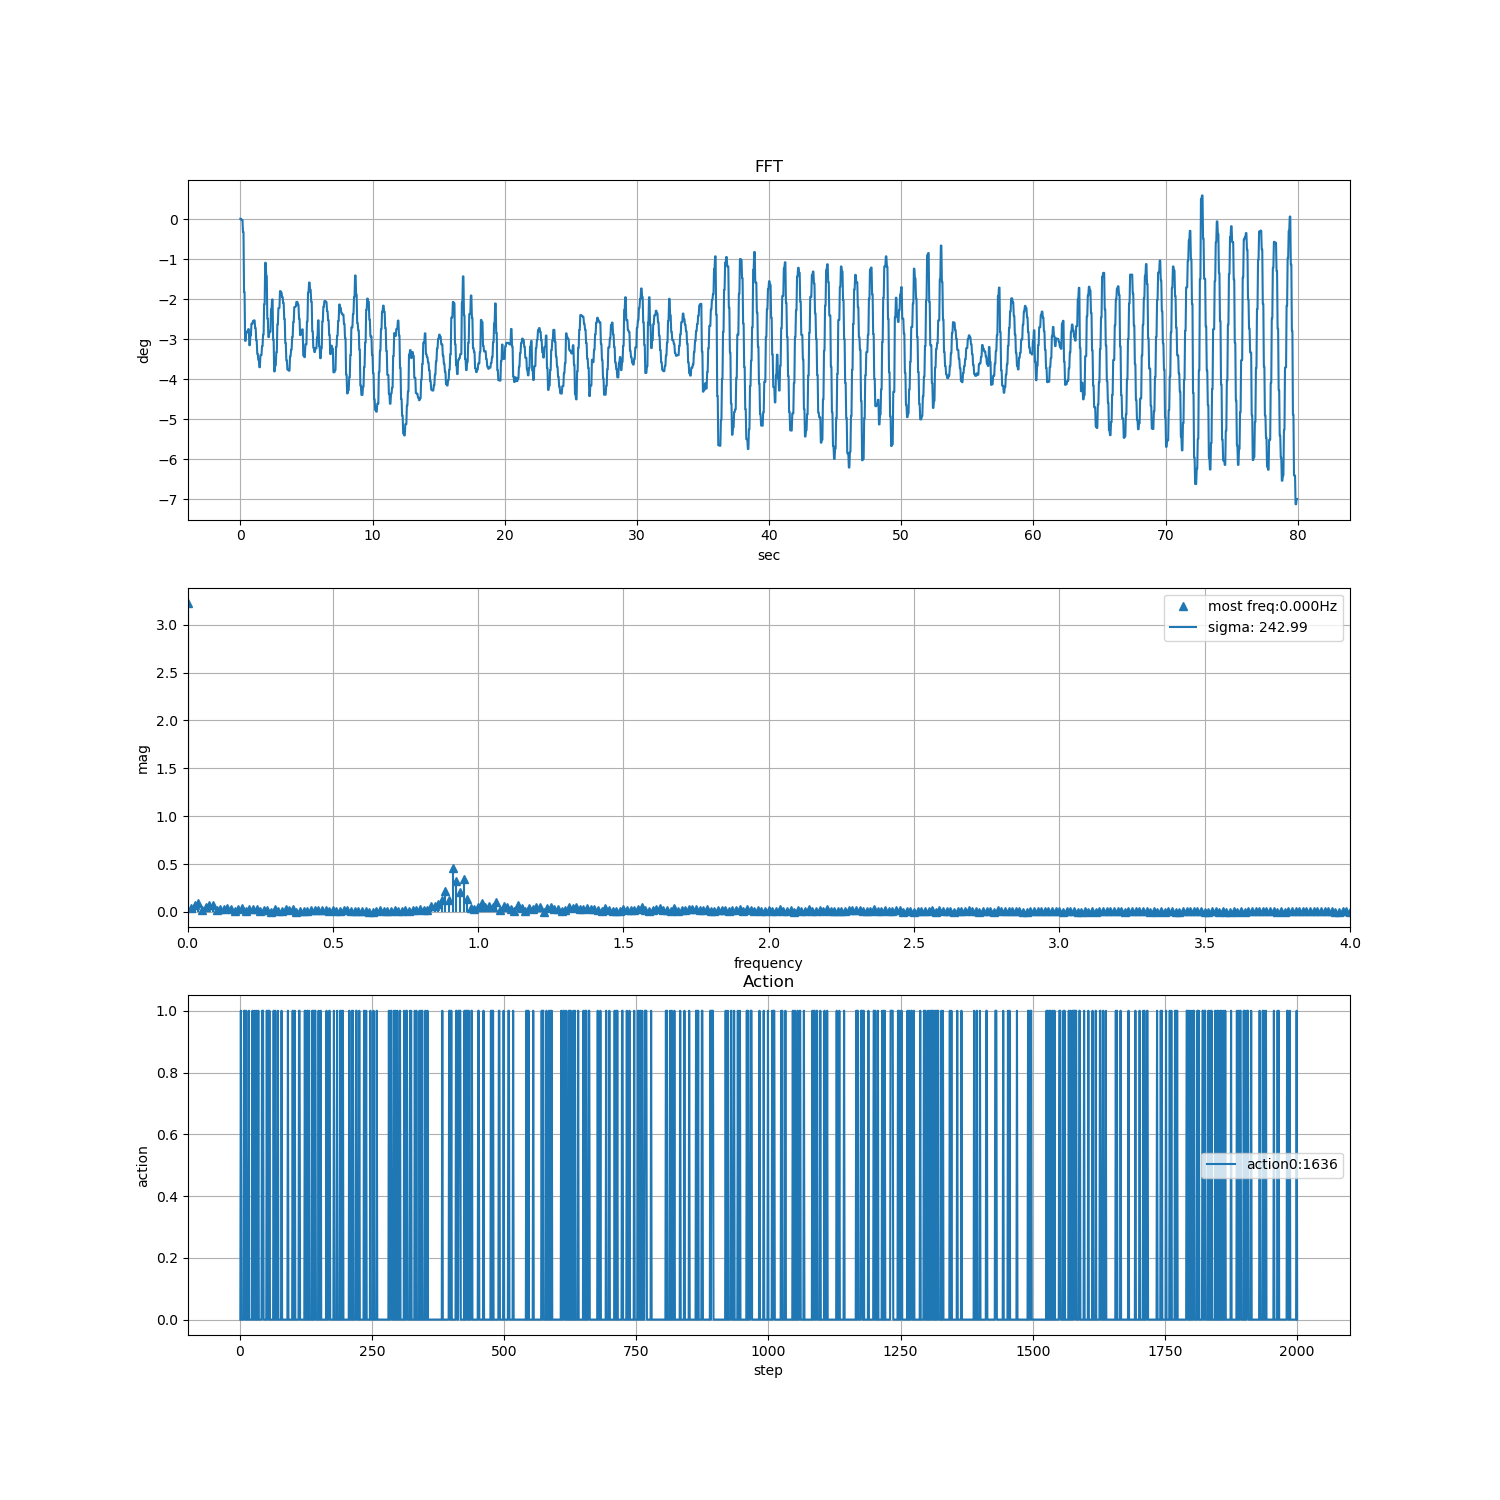 FFT
0
−1
−2
−3
−4
−5
−6
−7
deg
0 10 20 30 40 50 60 70 80
sec
most freq:0.000Hz
sigma: 242.99
3.0
2.5
2.0
1.5
1.0
0.5
0.0
mag
0.0 0.5 1.0 1.5 2.0 2.5 3.0 3.5 4.0
frequency
Action
1.0
0.8
0.6
0.4
0.2
0.0
action
action0:1636
0 250 500 750 1000 1250 1500 1750 2000
step